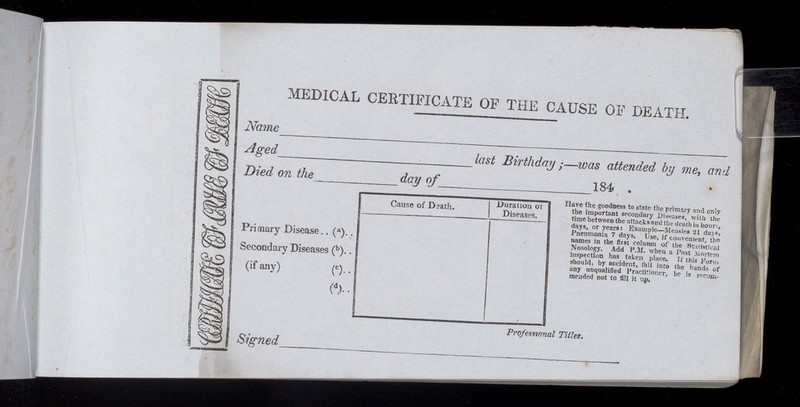 CERTIFICATE OF CAUSE OF DEATH
MEDICAL CERTIFICATE OF THE CAUSE OF DEATH.
Name
Aged last Birthday ;—was attended by me, and
Died on the day of 184 .
Cause of Death. Duration of Diseases.
Primary Disease.. (a)..
Secondary Diseases (b)..
(if any) (c)..
(d)..
Have the goodness to state the primary and only
the important secondary Diseases, with the
time between the attacks and the death in hours,
days, or years: Example—Measles 21 days,
Pneumonia 7 days. Use, if convenient, the
names in the first column of the Statistical
Nosology. Add P.M. when a Post Mortem
inspection has taken place. If this Form
should, by accident, fall into the hands of
any unqualified Practitioner, he is recom-
mended not to fill it up.
Professional Titles.
Signed